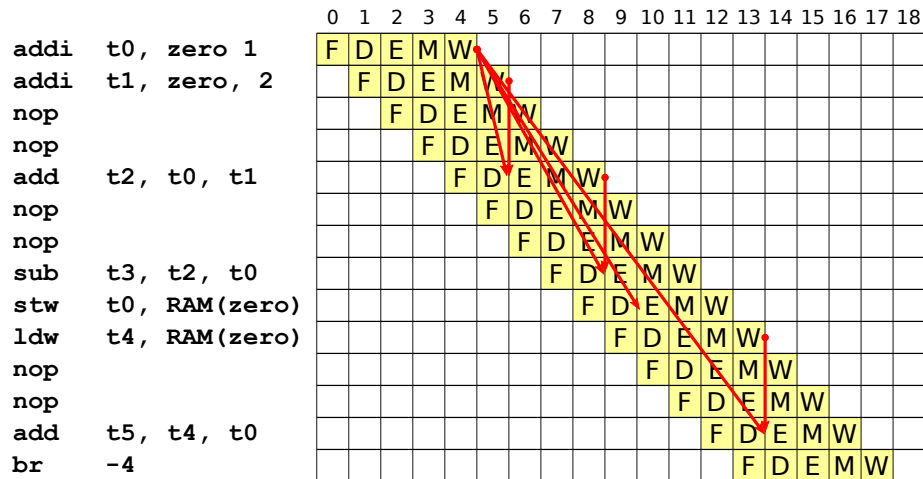 0 1 2 3 4 5 6 7 8 9 10 11 12 13 14 15 16 17 18
addi t0, zero 1 F D E M W
addi t1, zero, 2 F D E M W
nop F D E M W
nop F D E M W
add t2, t0, t1 F D E M W
nop F D E M W
nop F D E M W
sub t3, t2, t0 F D E M W
stw t0, RAM(zero) F D E M W
ldw t4, RAM(zero) F D E M W
nop F D E M W
nop F D E M W
add t5, t4, t0 F D E M W
br -4 F D E M W